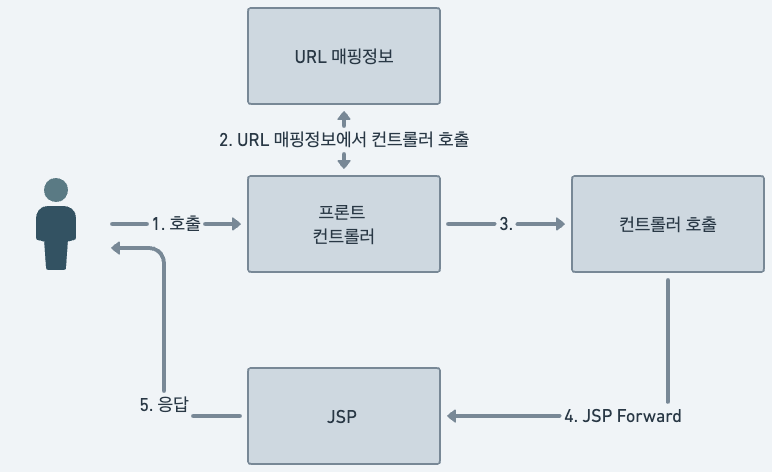 URL 매핑정보
2. URL 매핑정보에서 컨트롤러 호출
1. 호출
프론트
컨트롤러
3.
컨트롤러 호출
5. 응답
JSP
4. JSP Forward